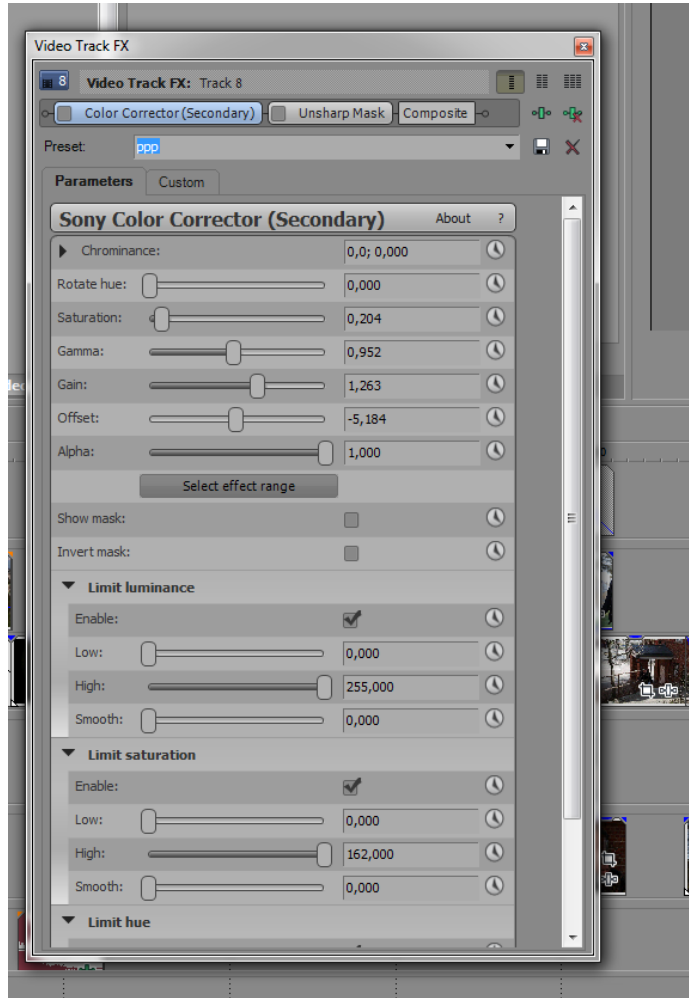 Video Track FX
8 Video Track FX: Track 8
Color Corrector (Secondary) Unsharp Mask Composite
Preset: ppp
Parameters Custom
Sony Color Corrector (Secondary) About ?
Chrominance: 0,0; 0,000
Rotate hue: 0,000
Saturation: 0,204
Gamma: 0,952
Gain: 1,263
Offset: -5,184
Alpha: 1,000
Select effect range
Show mask:
Invert mask:
Limit luminance
Enable:
Low: 0,000
High: 255,000
Smooth: 0,000
Limit saturation
Enable:
Low: 0,000
High: 162,000
Smooth: 0,000
Limit hue